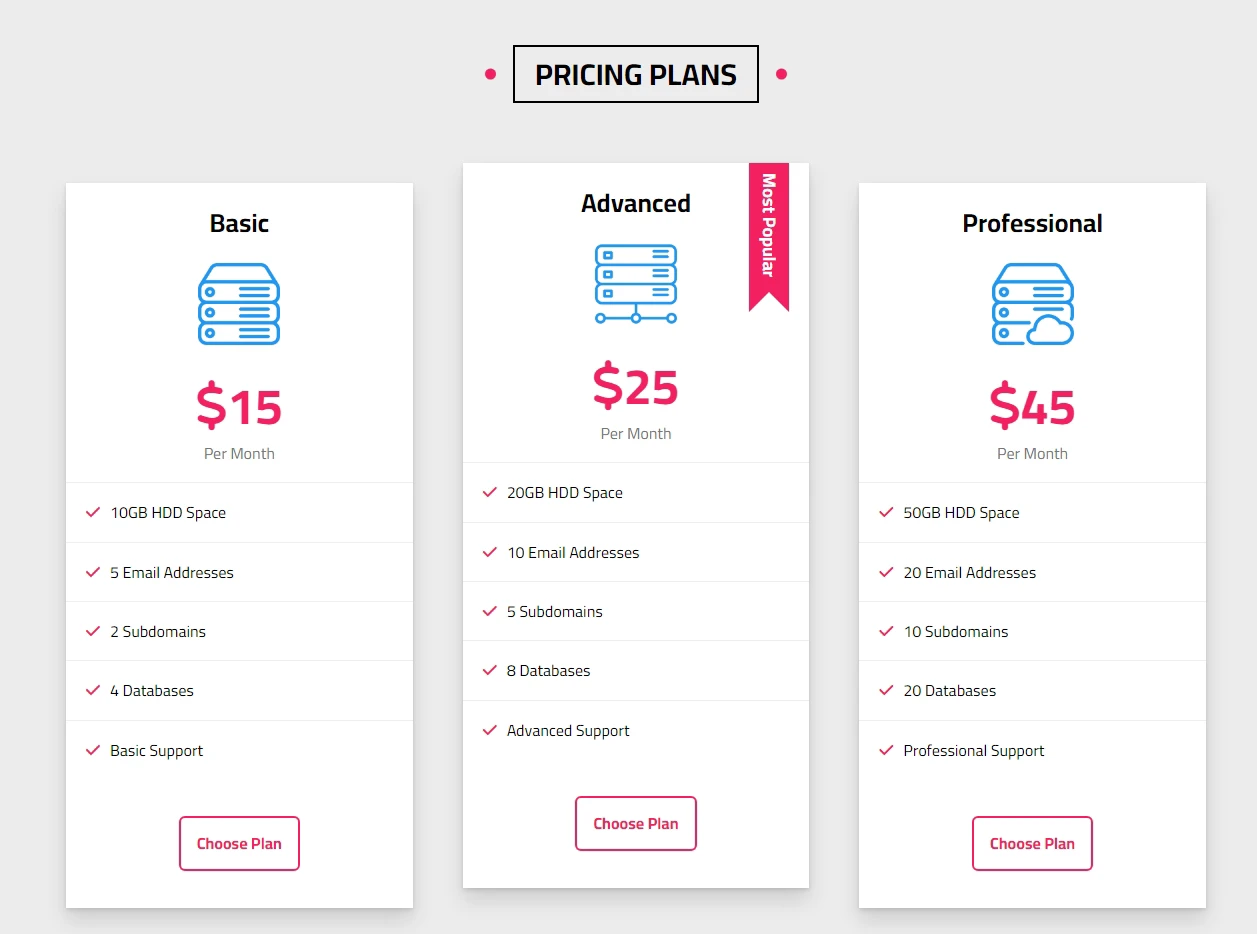 PRICING PLANS
Basic
$15
Per Month
10GB HDD Space
5 Email Addresses
2 Subdomains
4 Databases
Basic Support
Choose Plan
Advanced
Most Popular
$25
Per Month
20GB HDD Space
10 Email Addresses
5 Subdomains
8 Databases
Advanced Support
Choose Plan
Professional
$45
Per Month
50GB HDD Space
20 Email Addresses
10 Subdomains
20 Databases
Professional Support
Choose Plan